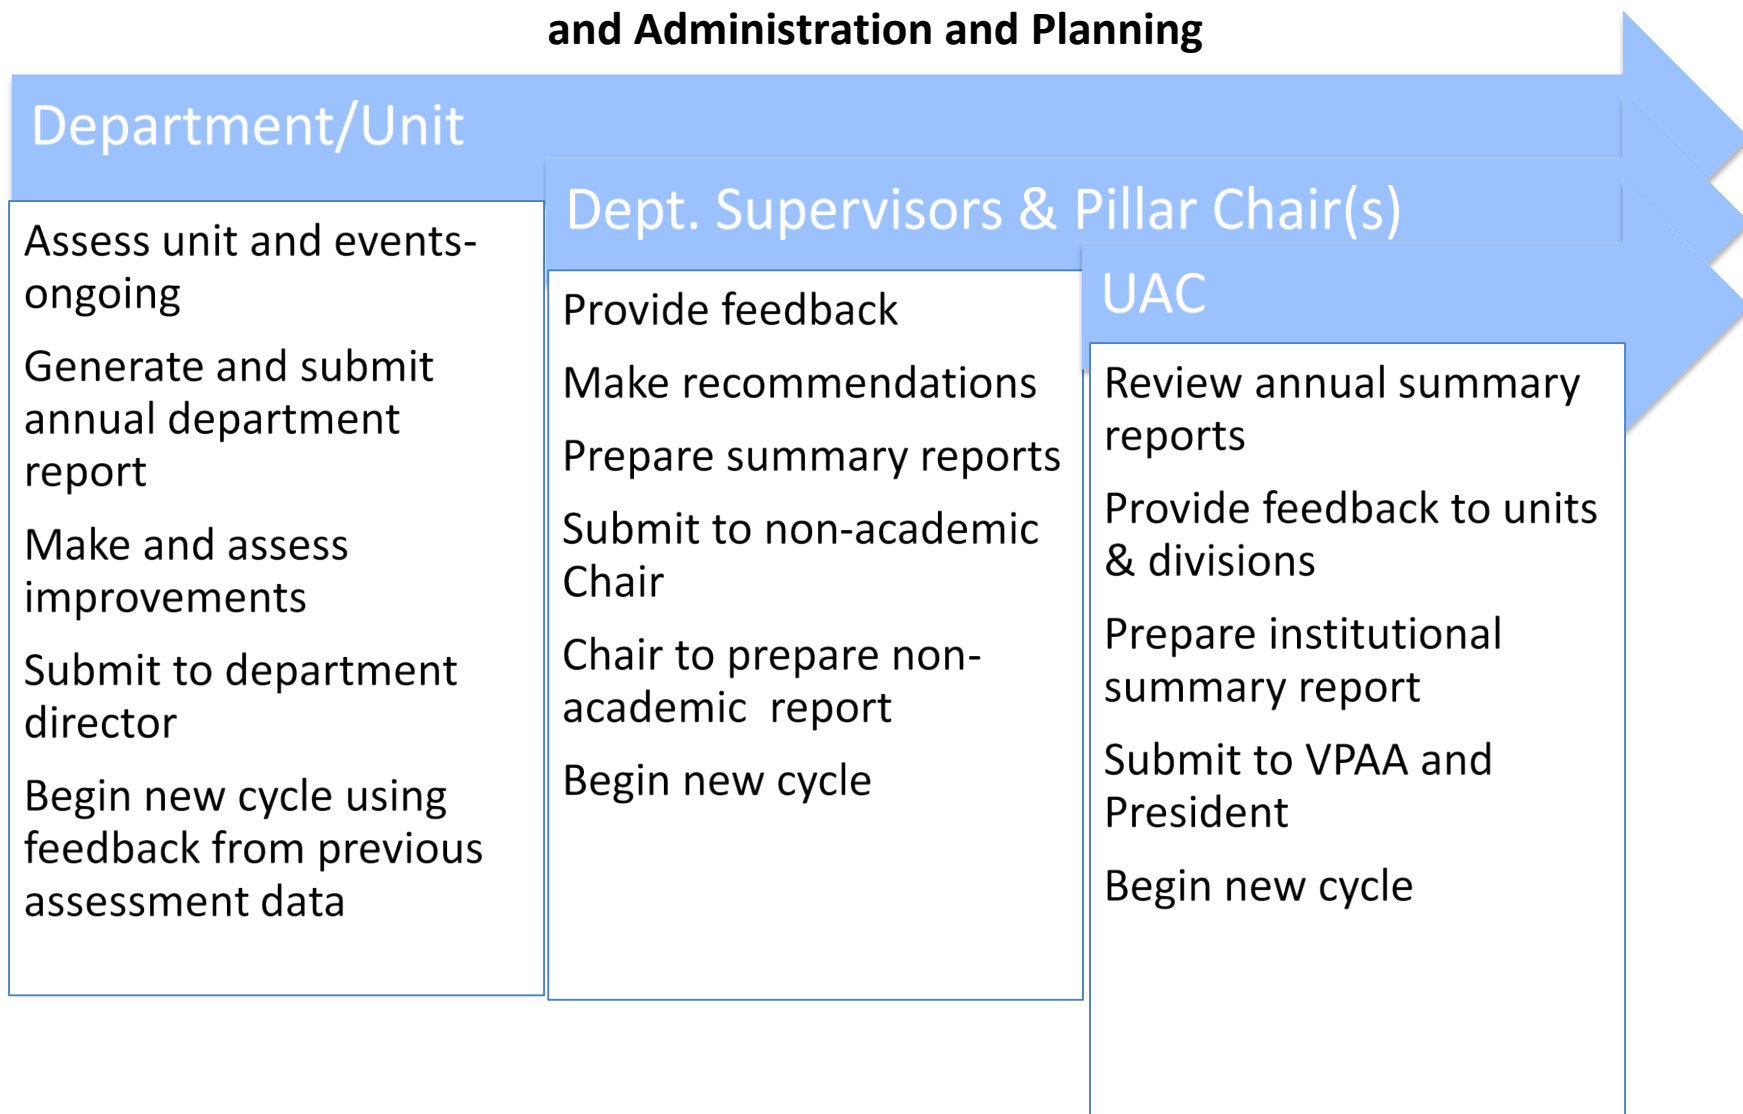 and Administration and Planning
Department/Unit
Assess unit and events-
ongoing
Generate and submit
annual department
report
Make and assess
improvements
Submit to department
director
Begin new cycle using
feedback from previous
assessment data
Dept. Supervisors & Pillar Chair(s)
Provide feedback
Make recommendations
Prepare summary reports
Submit to non-academic
Chair
Chair to prepare non-
academic  report
Begin new cycle
UAC
Review annual summary
reports
Provide feedback to units
& divisions
Prepare institutional
summary report
Submit to VPAA and
President
Begin new cycle